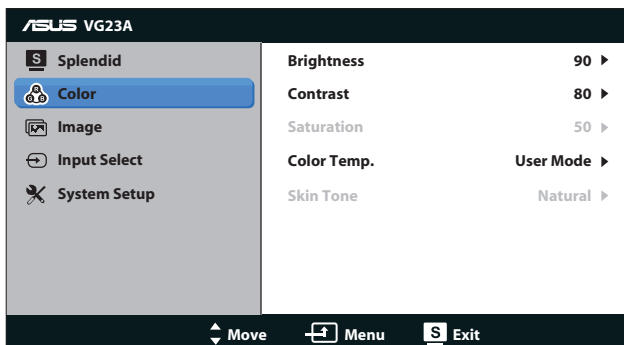 ASUS VG23A
S Splendid
Color
Image
Input Select
System Setup
Brightness 90
Contrast 80
Saturation 50
Color Temp. User Mode
Skin Tone Natural
Move Menu S Exit